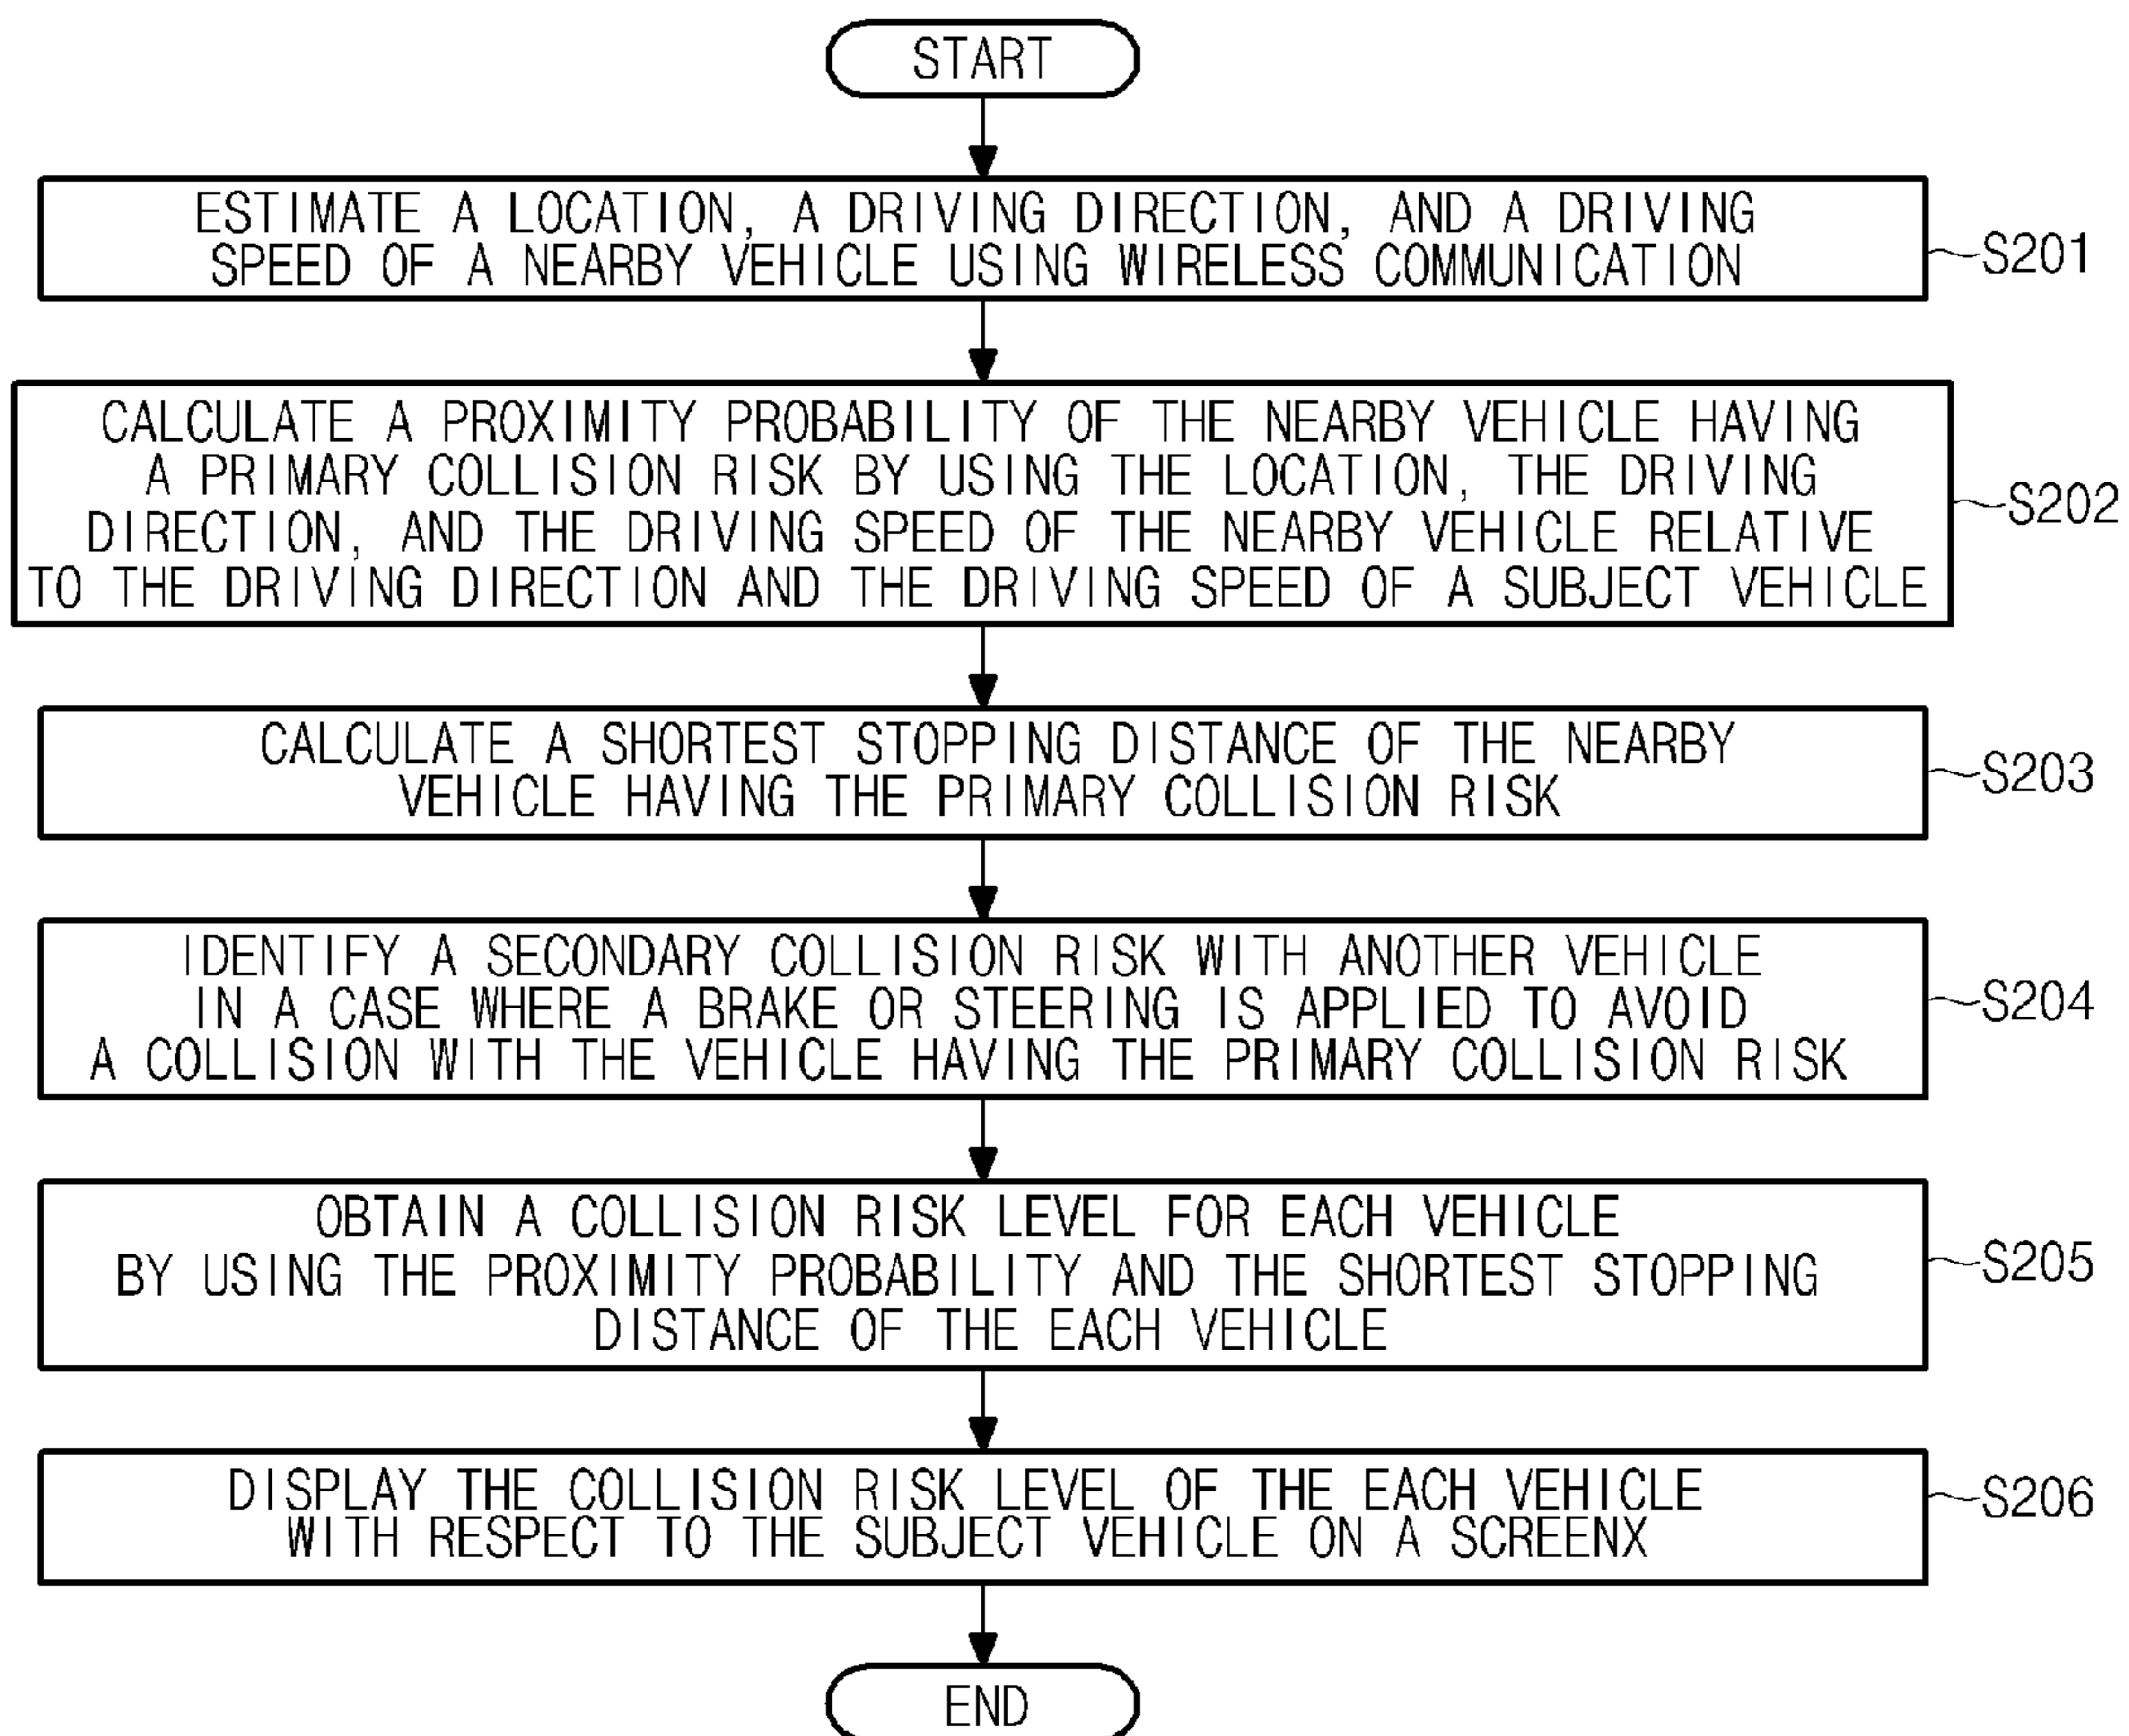 START
ESTIMATE A LOCATION, A DRIVING DIRECTION, AND A DRIVING
SPEED OF A NEARBY VEHICLE USING WIRELESS COMMUNICATION
S201
CALCULATE A PROXIMITY PROBABILITY OF THE NEARBY VEHICLE HAVING
A PRIMARY COLLISION RISK BY USING THE LOCATION, THE DRIVING
DIRECTION, AND THE DRIVING SPEED OF THE NEARBY VEHICLE RELATIVE
TO THE DRIVING DIRECTION AND THE DRIVING SPEED OF A SUBJECT VEHICLE
S202
CALCULATE A SHORTEST STOPPING DISTANCE OF THE NEARBY
VEHICLE HAVING THE PRIMARY COLLISION RISK
S203
IDENTIFY A SECONDARY COLLISION RISK WITH ANOTHER VEHICLE
IN A CASE WHERE A BRAKE OR STEERING IS APPLIED TO AVOID
A COLLISION WITH THE VEHICLE HAVING THE PRIMARY COLLISION RISK
S204
OBTAIN A COLLISION RISK LEVEL FOR EACH VEHICLE
BY USING THE PROXIMITY PROBABILITY AND THE SHORTEST STOPPING
DISTANCE OF THE EACH VEHICLE
S205
DISPLAY THE COLLISION RISK LEVEL OF THE EACH VEHICLE
WITH RESPECT TO THE SUBJECT VEHICLE ON A SCREENX
S206
END